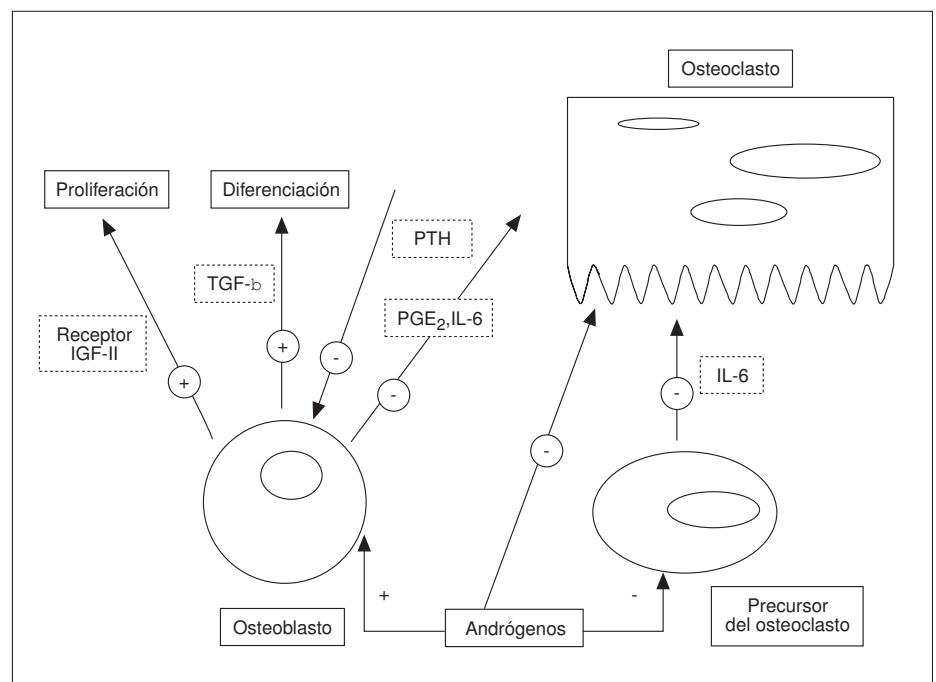 Osteoclasto
Proliferación
Diferenciación
PTH
TGF-b
PGE2,IL-6
Receptor
IGF-II
+
-
+
-
IL-6
-
-
+
-
Osteoblasto
Andrógenos
Precursor
del osteoclasto